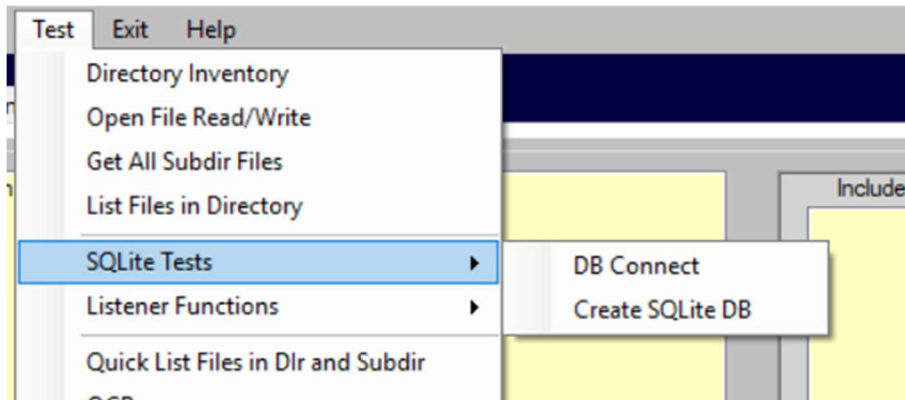 Test Exit Help
Directory Inventory
Open File Read/Write
Get All Subdir Files
List Files in Directory
Include
SQLite Tests
DB Connect
Listener Functions
Create SQLite DB
Quick List Files in DIr and Subdir